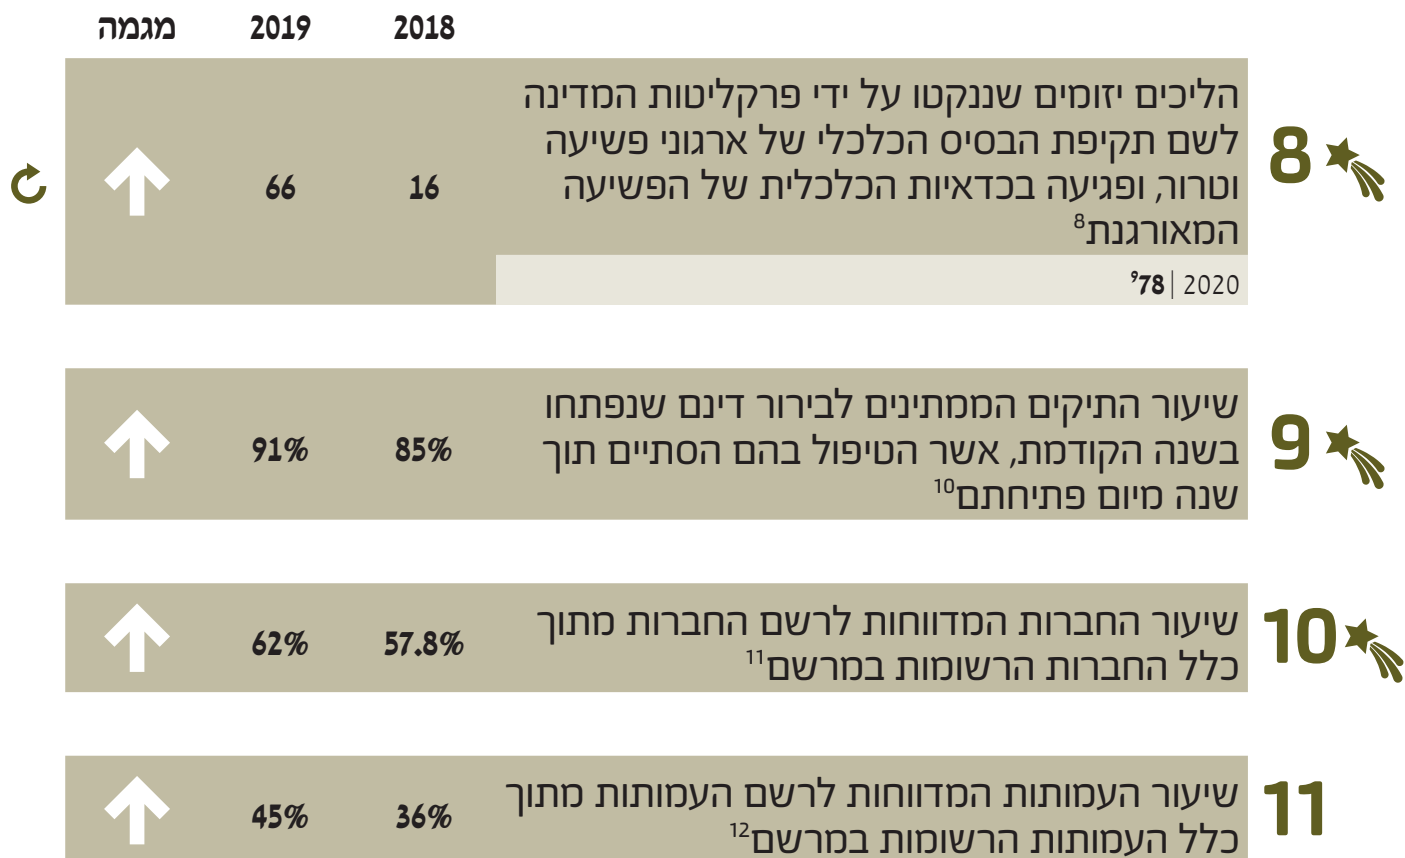 2018 2019 מגמה
8
הליכים יזומים שננקטו על ידי פרקליטות המדינה
לשם תקיפת הבסיס הכלכלי של ארגוני פשיעה
וטרור, ופגיעה בכדאיות הכלכלית של הפשיעה
המאורגנת8
16 66
2020 | 789
9
שיעור התיקים הממתינים לבירור דינם שנפתחו
בשנה הקודמת, אשר הטיפול בהם הסתיים תוך
שנה מיום פתיחתם10
85% 91%
10
שיעור החברות המדווחות לרשם החברות מתוך
כלל החברות הרשומות במרשם11
57.8% 62%
11
שיעור העמותות המדווחות לרשם העמותות מתוך
כלל העמותות הרשומות במרשם12
36% 45%